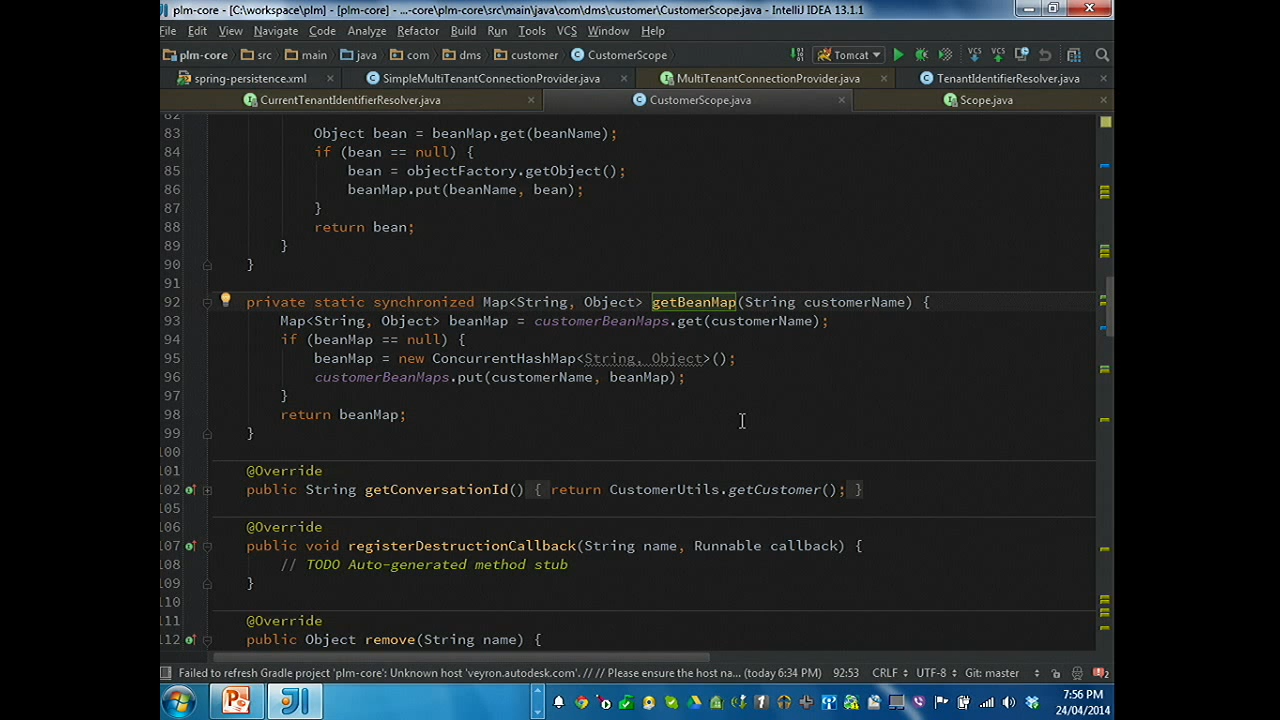 plm-core - [C:\workspace\plm] - [plm-core] - ...-core\plm-core\src\main\java\com\dms\customer\CustomerScope.java - IntelliJ IDEA 13.1.1
File Edit View Navigate Code Analyze Refactor Build Run Tools VCS Window Help
plm-core src main java com dms customer CustomerScope Tomcat
spring-persistence.xml SimpleMultiTenantConnectionProvider.java MultiTenantConnectionProvider.java TenantIdentifierResolver.java
CurrentTenantIdentifierResolver.java CustomerScope.java Scope.java
82
83 Object bean = beanMap.get(beanName);
84 if (bean == null) {
85 bean = objectFactory.getObject();
86 beanMap.put(beanName, bean);
87 }
88 return bean;
89 }
90 }
91
92 private static synchronized Map<String, Object> getBeanMap(String customerName) {
93 Map<String, Object> beanMap = customerBeanMaps.get(customerName);
94 if (beanMap == null) {
95 beanMap = new ConcurrentHashMap<String, Object>();
96 customerBeanMaps.put(customerName, beanMap);
97 }
98 return beanMap;
99 }
100
101 @Override
102 public String getConversationId() { return CustomerUtils.getCustomer(); }
105
106 @Override
107 public void registerDestructionCallback(String name, Runnable callback) {
108 // TODO Auto-generated method stub
109 }
110
111 @Override
112 public Object remove(String name) {
Failed to refresh Gradle project 'plm-core': Unknown host 'veyron.autodesk.com'. // // Please ensure the host na... (today 6:34 PM) 92:53 CRLF UTF-8 Git: master
7:56 PM
24/04/2014